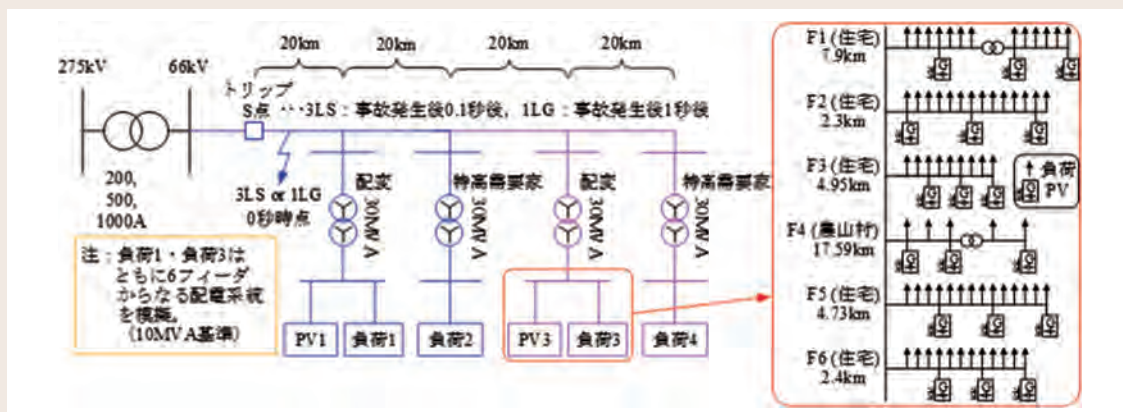 20km 20km 20km 20km
275kV 66kV
トリップ
S点 …3LS：事故発生後0.1秒後，1LG：事故発生後1秒後
200,
500,
1000A
3LS or 1LG
0秒時点
配変
30MVA
特高需要家
30MVA
配変
30MVA
特高需要家
30MVA
注：負荷1・負荷3は
ともに6フィーダ
からなる配電系統
を模擬。
（10MVA基準）
PV1 負荷1 負荷2 PV3 負荷3 負荷4
F1 (住宅)
7.9km
F2 (住宅)
2.3km
F3 (住宅)
4.95km
負荷
PV
F4 (農山村)
17.59km
F5 (住宅)
4.73km
F6 (住宅)
2.4km